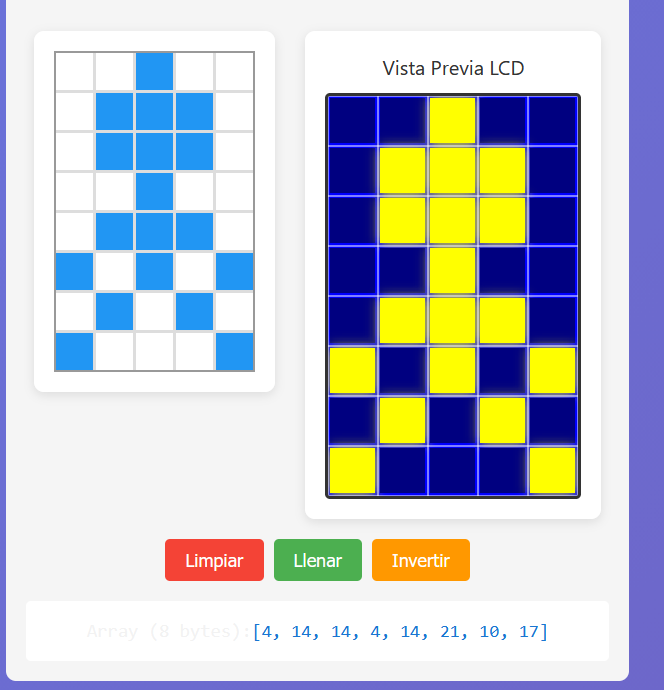 Vista Previa LCD
Limpiar Llenar Invertir
Array (8 bytes):[4, 14, 14, 4, 14, 21, 10, 17]